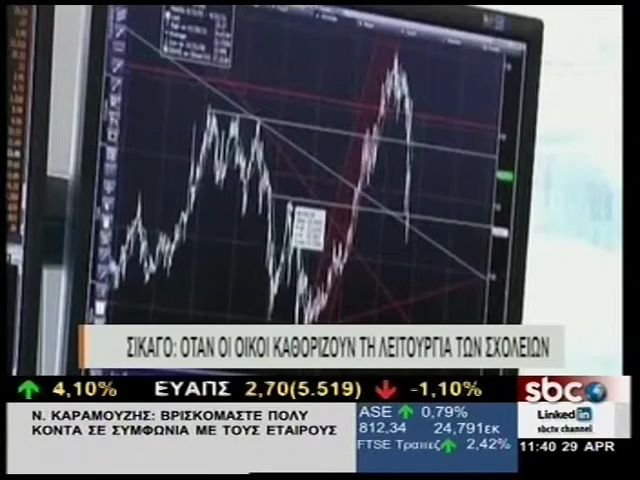 ΣΙΚΑΓΟ: ΟΤΑΝ ΟΙ ΟΙΚΟΙ ΚΑΘΟΡΙΖΟΥΝ ΤΗ ΛΕΙΤΟΥΡΓΙΑ ΤΩΝ ΣΧΟΛΕΙΩΝ
4,10% ΕΥΑΠΣ 2,70(5.519) -1,10%
sbc
Ν. ΚΑΡΑΜΟΥΖΗΣ: ΒΡΙΣΚΟΜΑΣΤΕ ΠΟΛΥ
ΚΟΝΤΑ ΣΕ ΣΥΜΦΩΝΙΑ ΜΕ ΤΟΥΣ ΕΤΑΙΡΟΥΣ
ASE 0,79%
812,34 24,791εκ
FTSE Τραπεζ 2,42%
Linked in
sbctv channel
11:40 29 APR